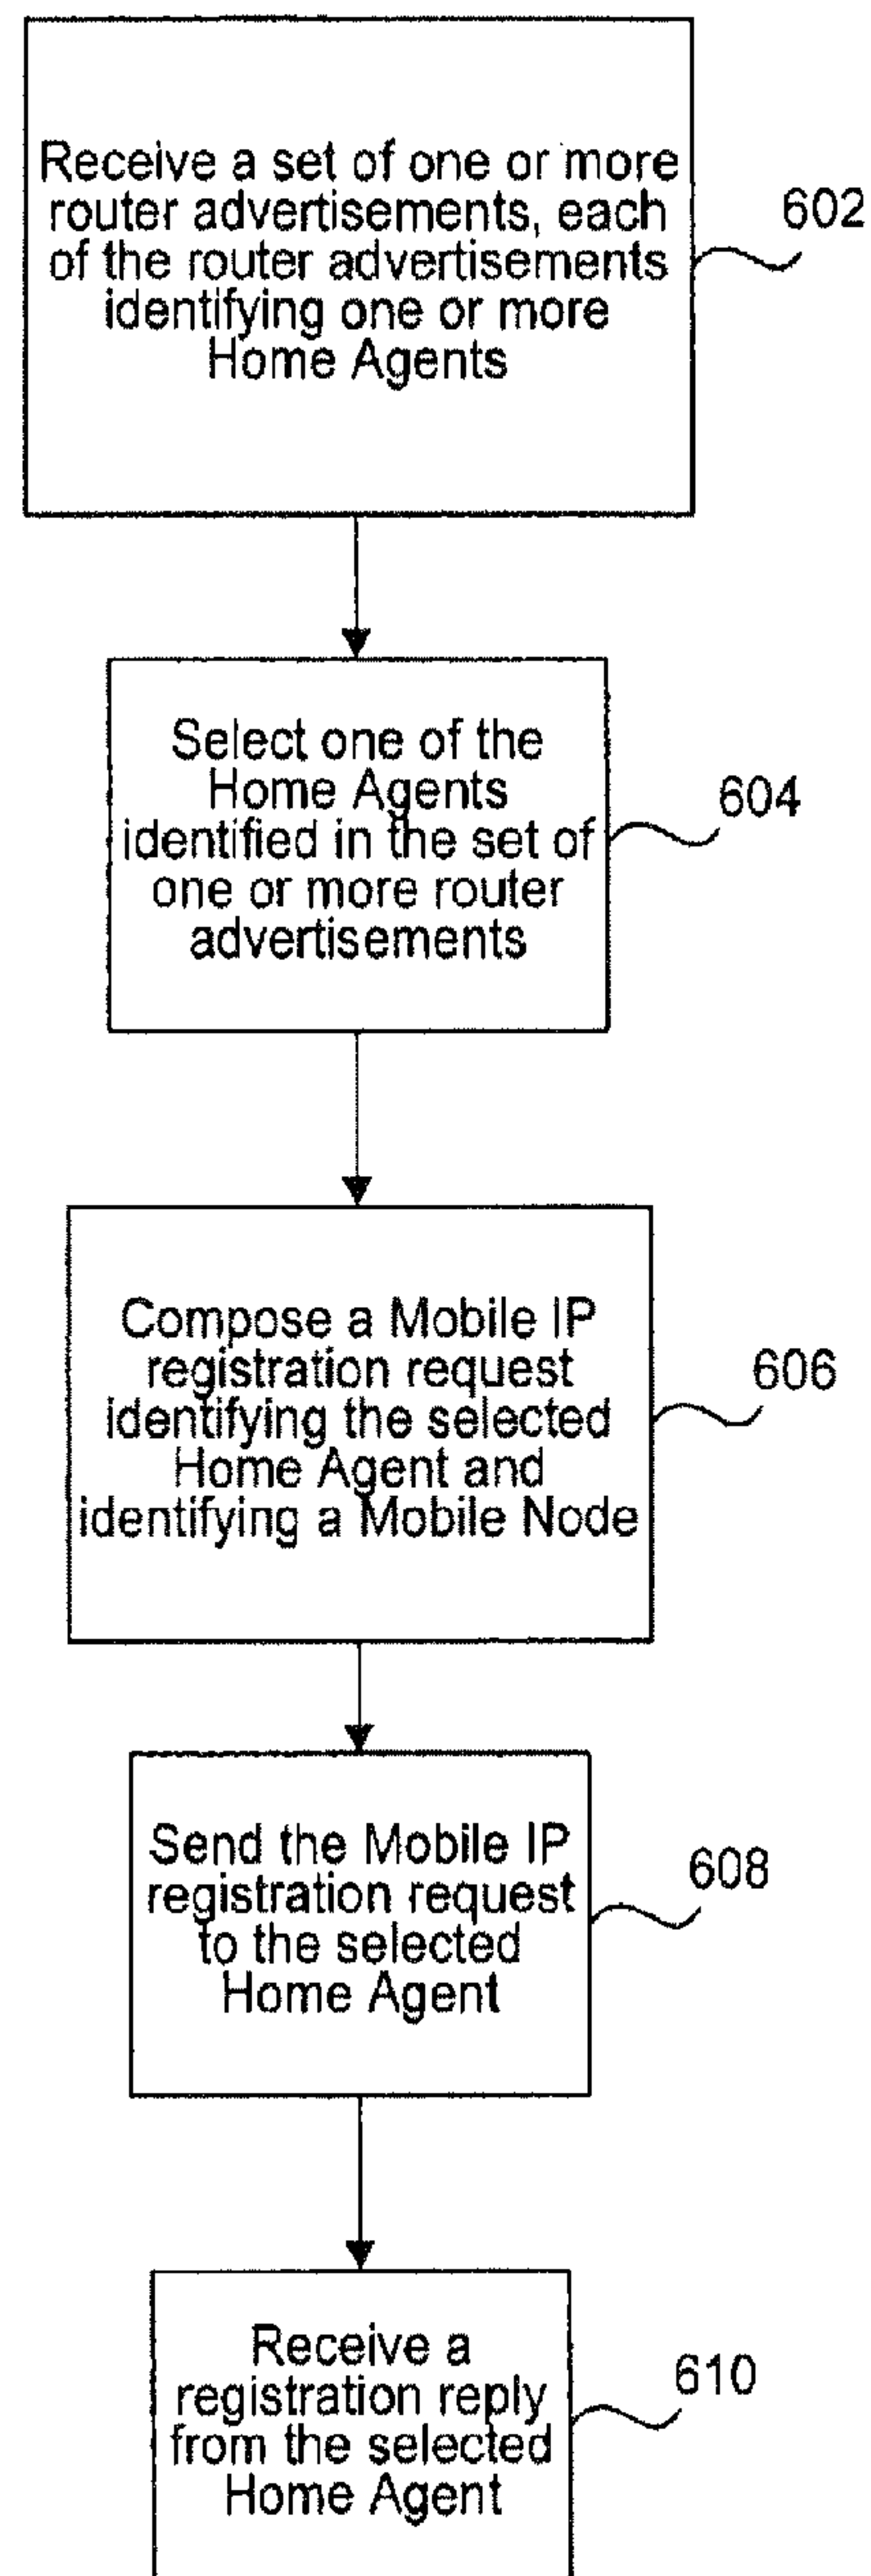 Receive a set of one or more
router advertisements, each
of the router advertisements
identifying one or more
Home Agents
602
Select one of the
Home Agents
identified in the set of
one or more router
advertisements
604
Compose a Mobile IP
registration request
identifying the selected
Home Agent and
identifying a Mobile Node
606
Send the Mobile IP
registration request
to the selected
Home Agent
608
Receive a
registration reply
from the selected
Home Agent
610